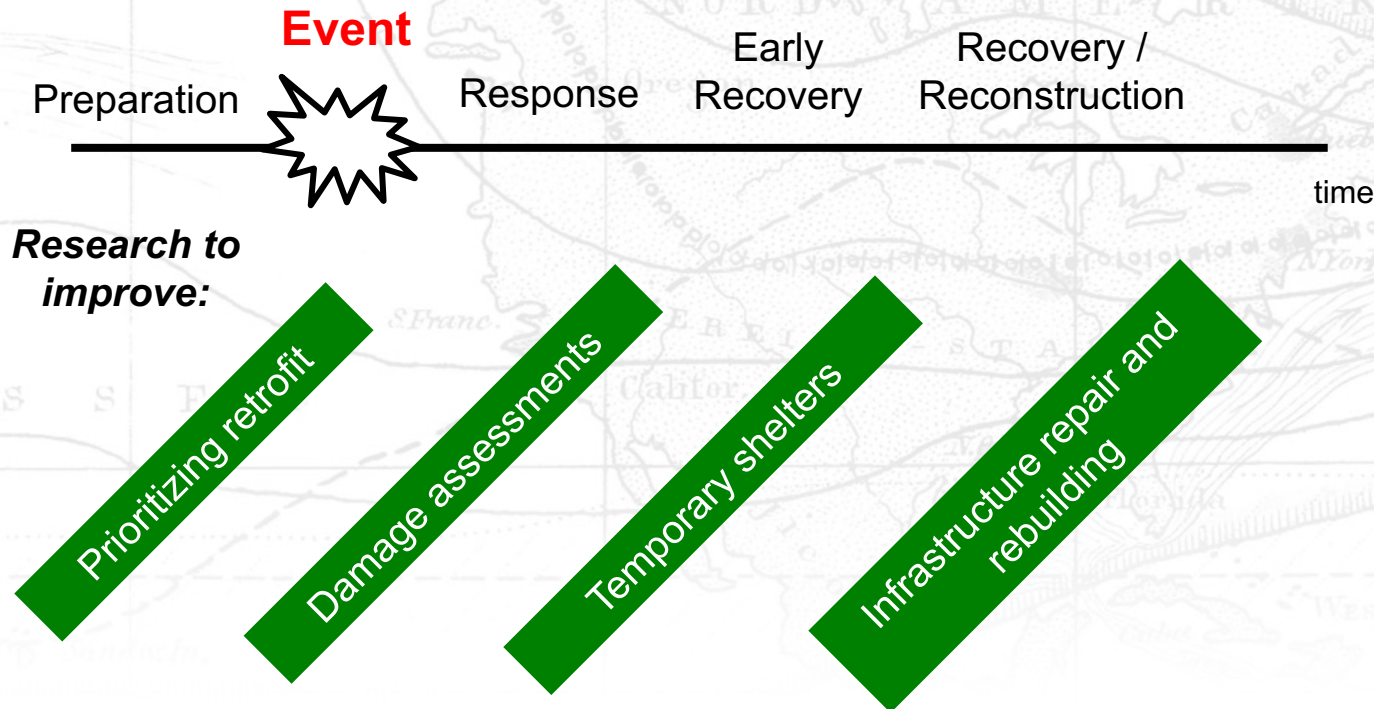 Event
Preparation
Response
Early
Recovery
Recovery /
Reconstruction
time
Research to
improve:
Prioritizing retrofit
Damage assessments
Temporary shelters
Infrastructure repair and
rebuilding
S.Franc.